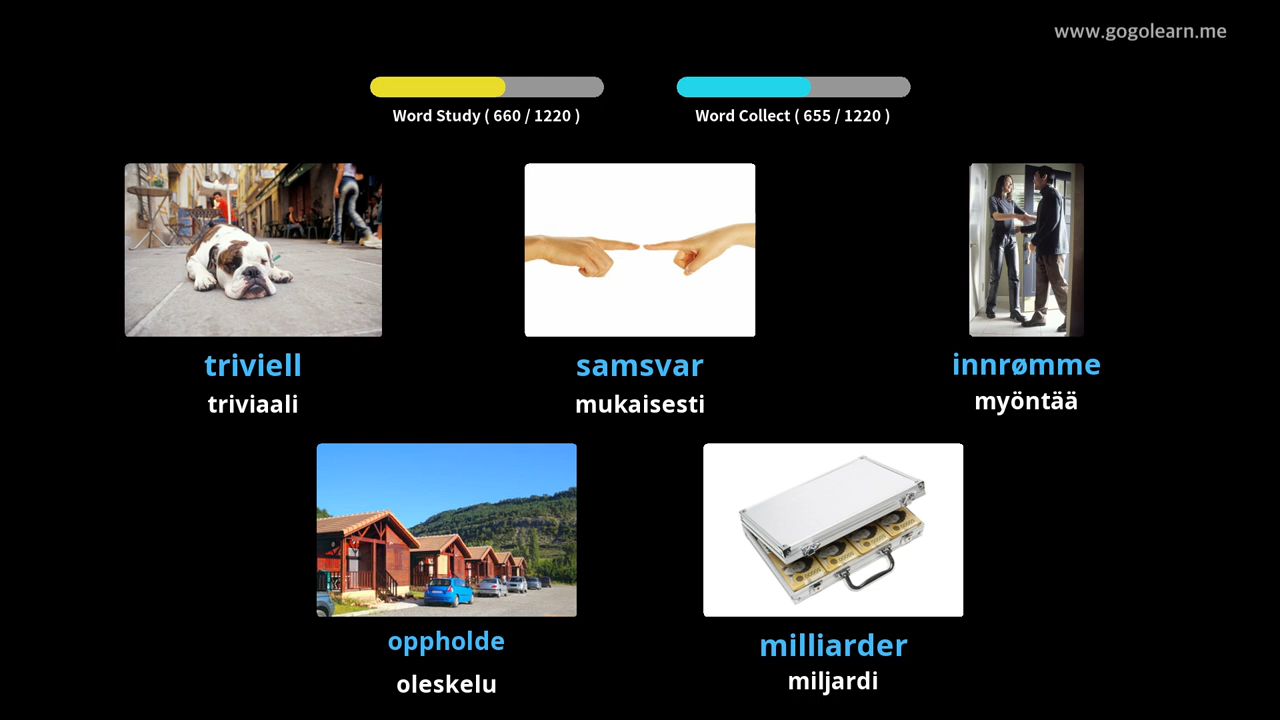 www.gogolearn.me
Word Study ( 660 / 1220 )
Word Collect ( 655 / 1220 )
triviell
triviaali
samsvar
mukaisesti
innrømme
myöntää
oppholde
oleskelu
milliarder
miljardi